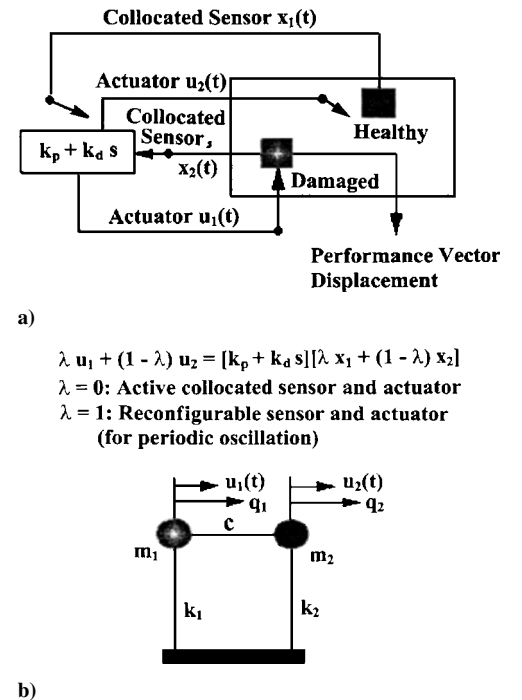 Collocated Sensor x₁(t)
Actuator u₂(t)
Collocated
Sensor,
kₚ + k_d s
x₂(t)
Healthy
Damaged
Actuator u₁(t)
Performance Vector
Displacement
a)
λ u₁ + (1 - λ) u₂ = [kₚ + k_d s][λ x₁ + (1 - λ) x₂]
λ = 0: Active collocated sensor and actuator
λ = 1: Reconfigurable sensor and actuator
(for periodic oscillation)
u₁(t)
u₂(t)
q₁
q₂
c
m₁
m₂
k₁
k₂
b)